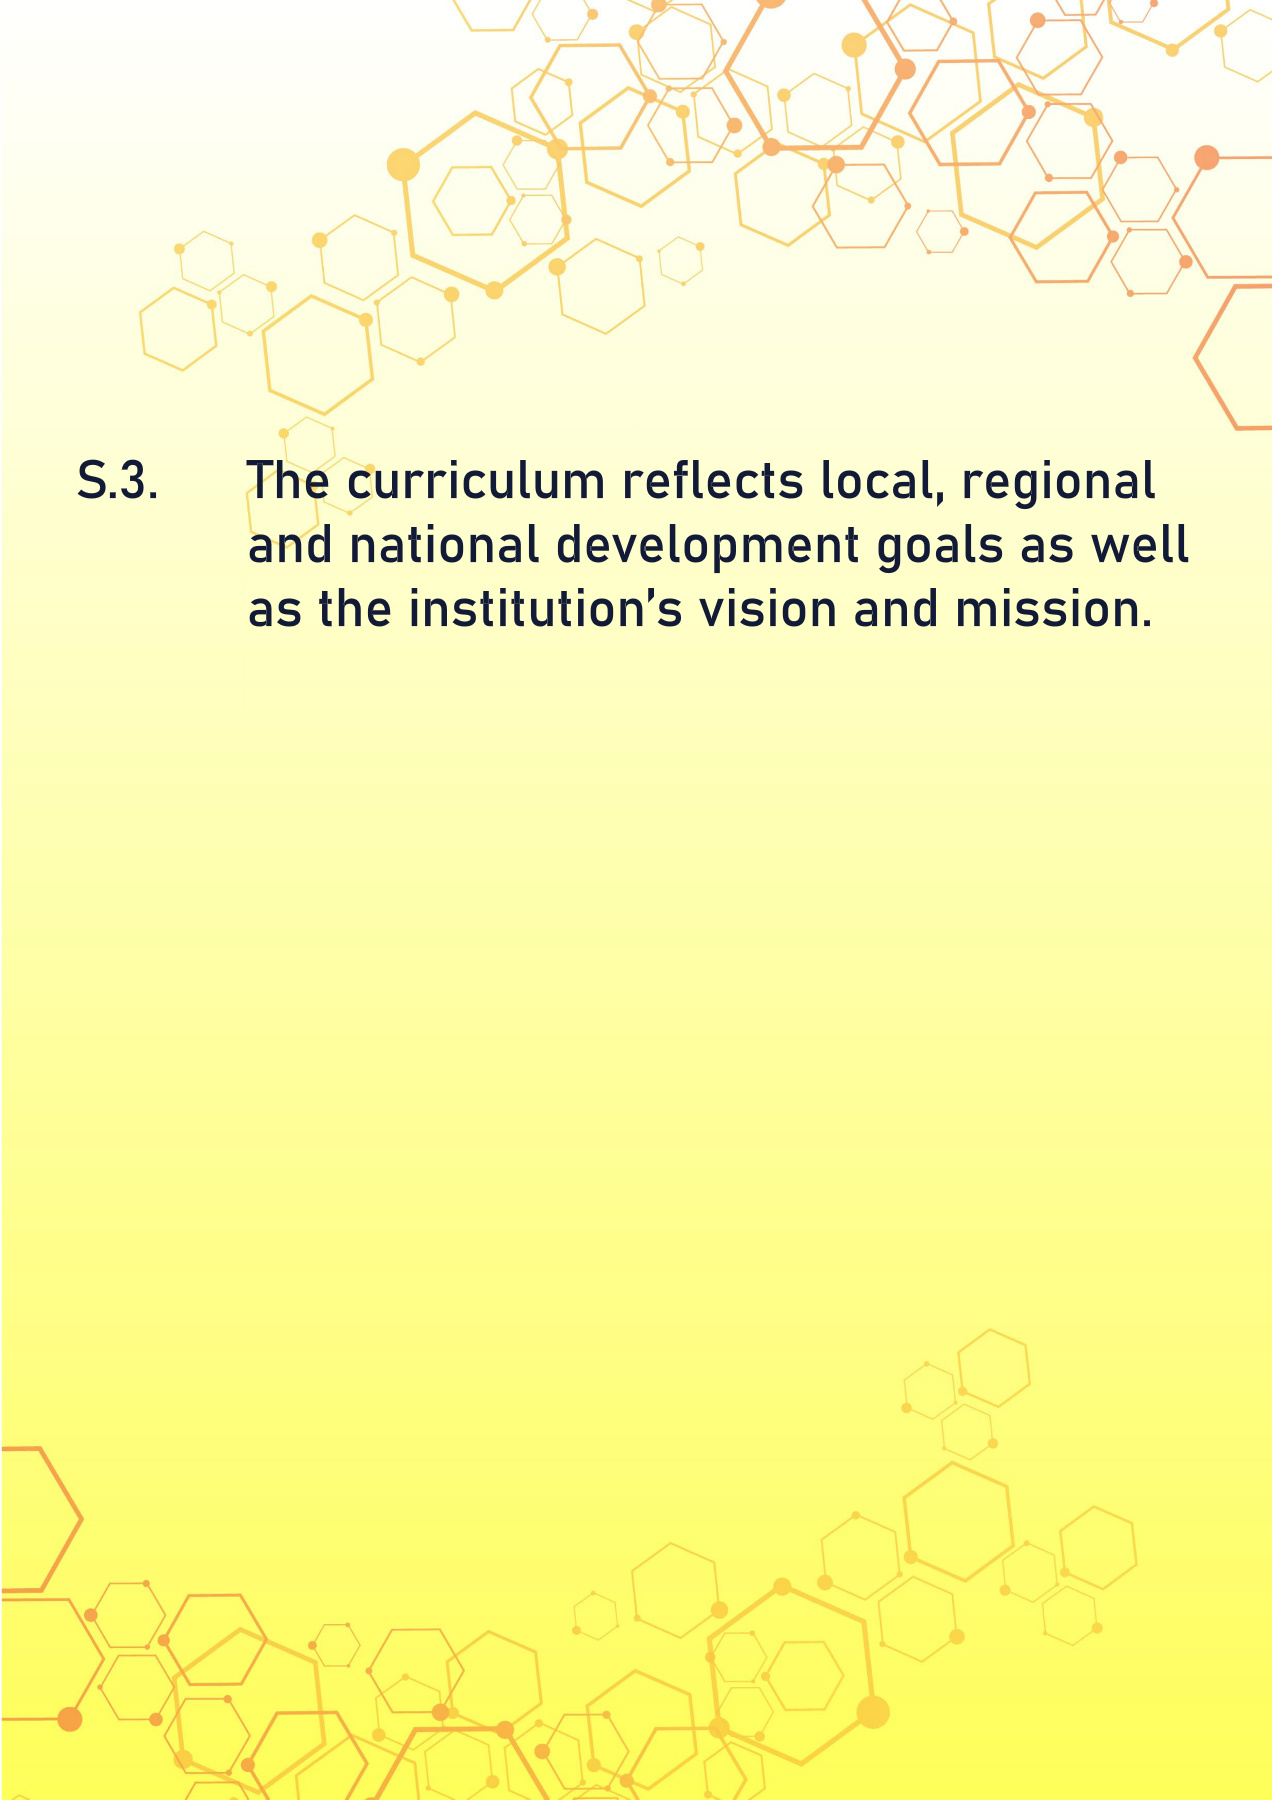 S.3. The curriculum reflects local, regional
and national development goals as well
as the institution's vision and mission.